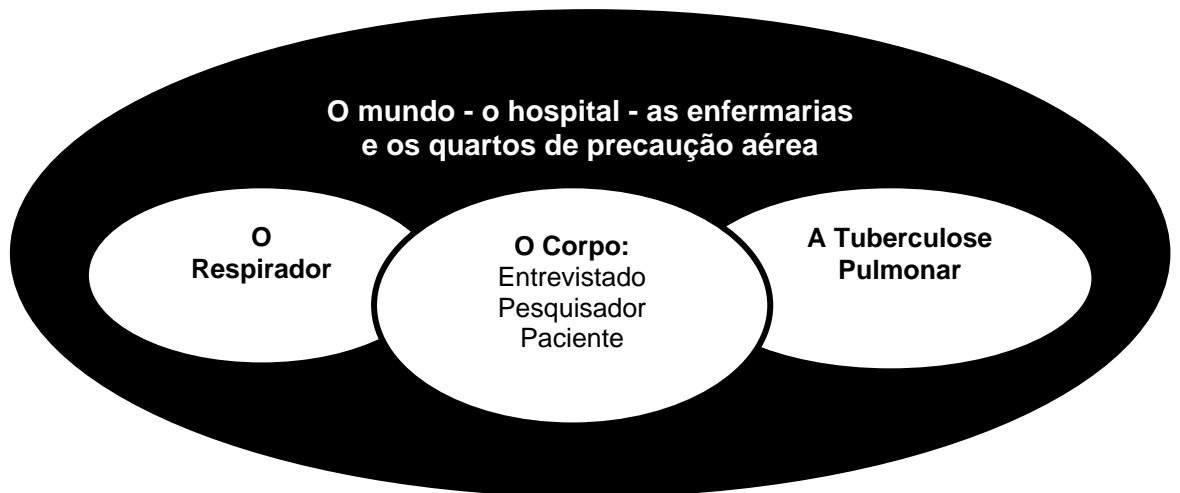 O mundo - o hospital - as enfermarias
e os quartos de precaução aérea
O
Respirador
O Corpo:
Entrevistado
Pesquisador
Paciente
A Tuberculose
Pulmonar